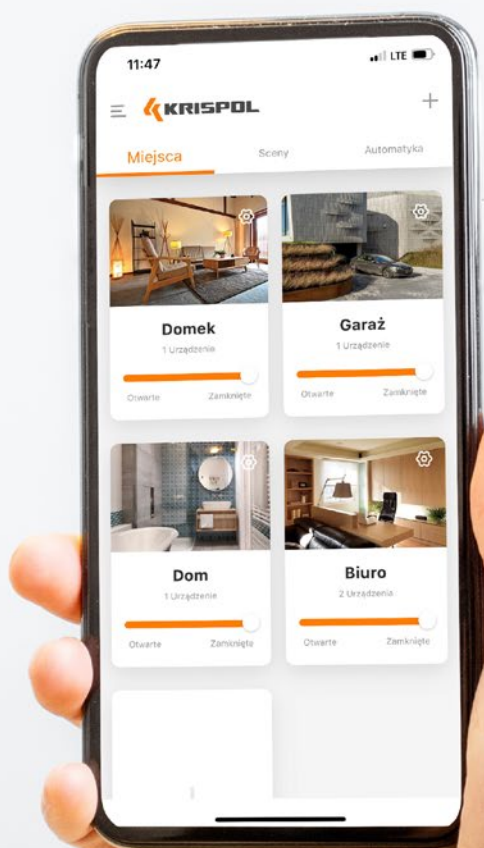 11:47
LTE
KRISPOL
Miejsca
Sceny
Automatyka
Domek
1 Urządzenie
Otwarte
Zamknięte
Garaż
1 Urządzenie
Otwarte
Zamknięte
Dom
1 Urządzenie
Otwarte
Zamknięte
Biuro
2 Urządzenia
Otwarte
Zamknięte